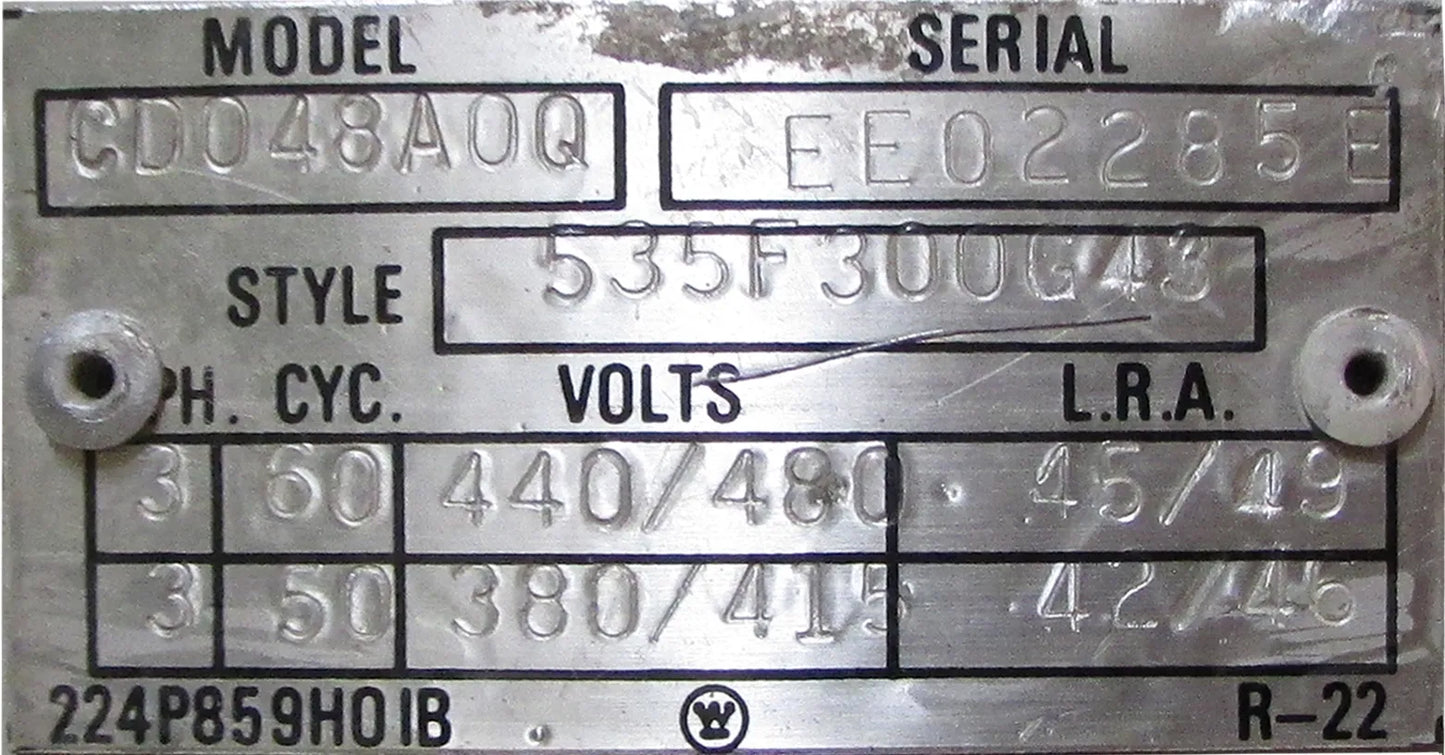 MODEL SERIAL
CD048A0Q EE02285E
STYLE 535F300G43
PH. CYC. VOLTS L.R.A.
3 60 440/480 45/49
3 50 380/415 42/46
224P859H01B W R-22